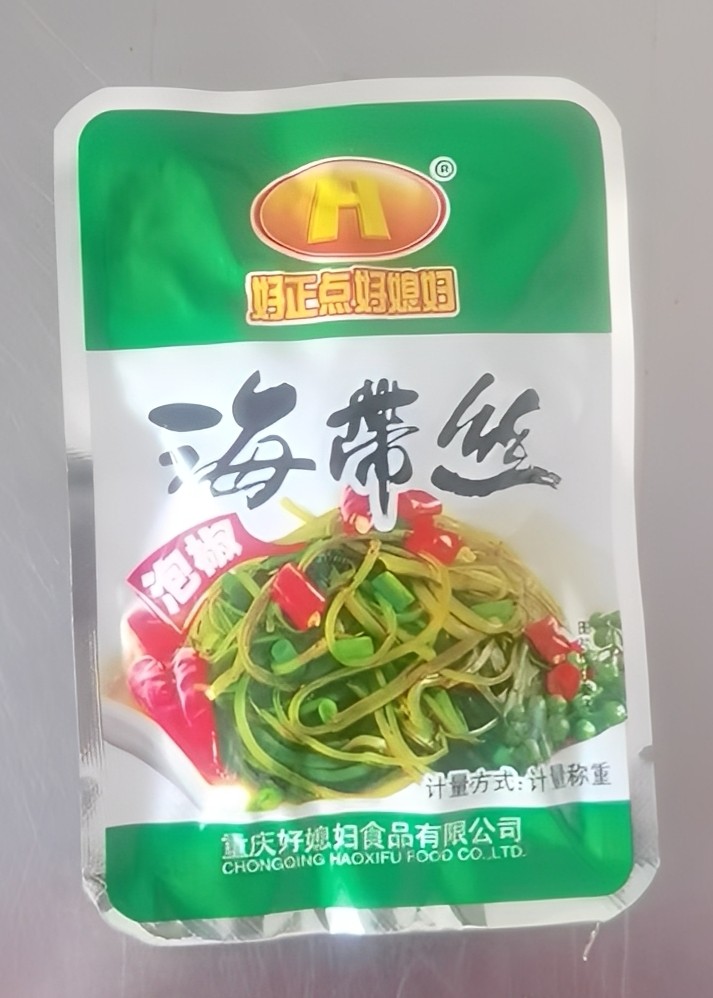 H ®
好正点好媳妇
海带丝
泡椒
计量方式:计量称重
重庆好媳妇食品有限公司
CHONGQING HAOXIFU FOOD CO.,LTD.